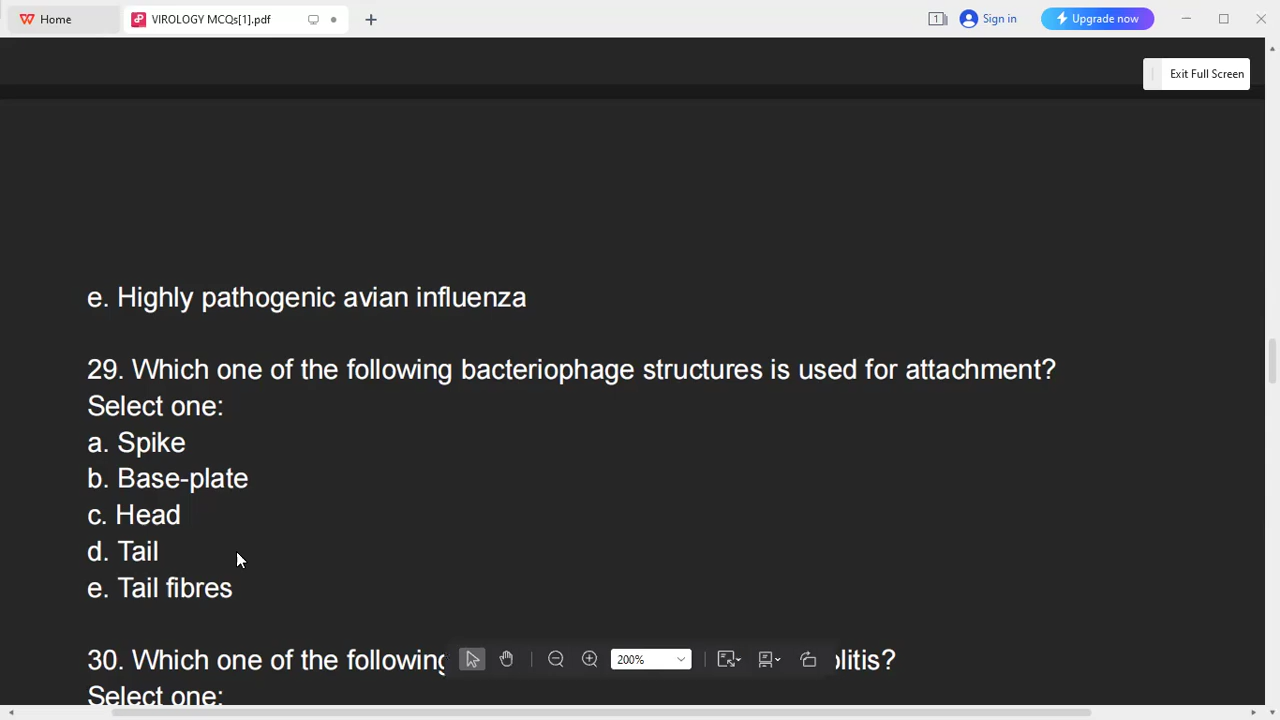 Home
VIROLOGY MCQs[1].pdf
1
Sign in
Upgrade now
Exit Full Screen
e. Highly pathogenic avian influenza
29. Which one of the following bacteriophage structures is used for attachment?
Select one:
a. Spike
b. Base-plate
c. Head
d. Tail
e. Tail fibres
30. Which one of the following
200%
Select one: